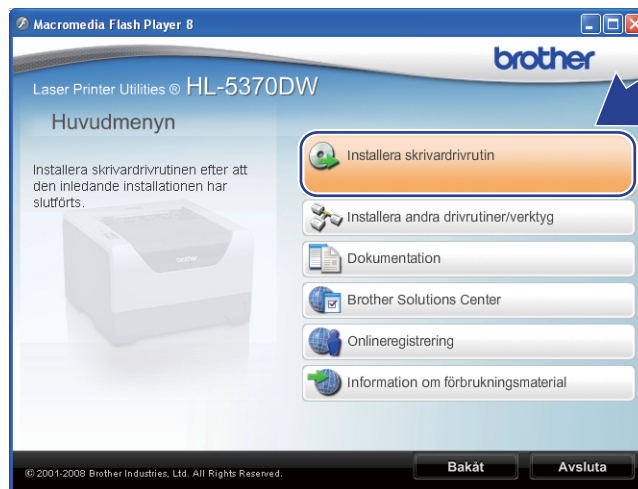 Macromedia Flash Player 8
brother
Laser Printer Utilities ® HL-5370DW
Huvudmenyn
Installera skrivardrivrutinen efter att
den inledande installationen har
slutförts.
brother
Installera skrivardrivrutin
Installera andra drivrutiner/verktyg
Dokumentation
Brother Solutions Center
Onlineregistrering
Information om förbrukningsmaterial
© 2001-2008 Brother Industries, Ltd. All Rights Reserved.
Bakåt
Avsluta